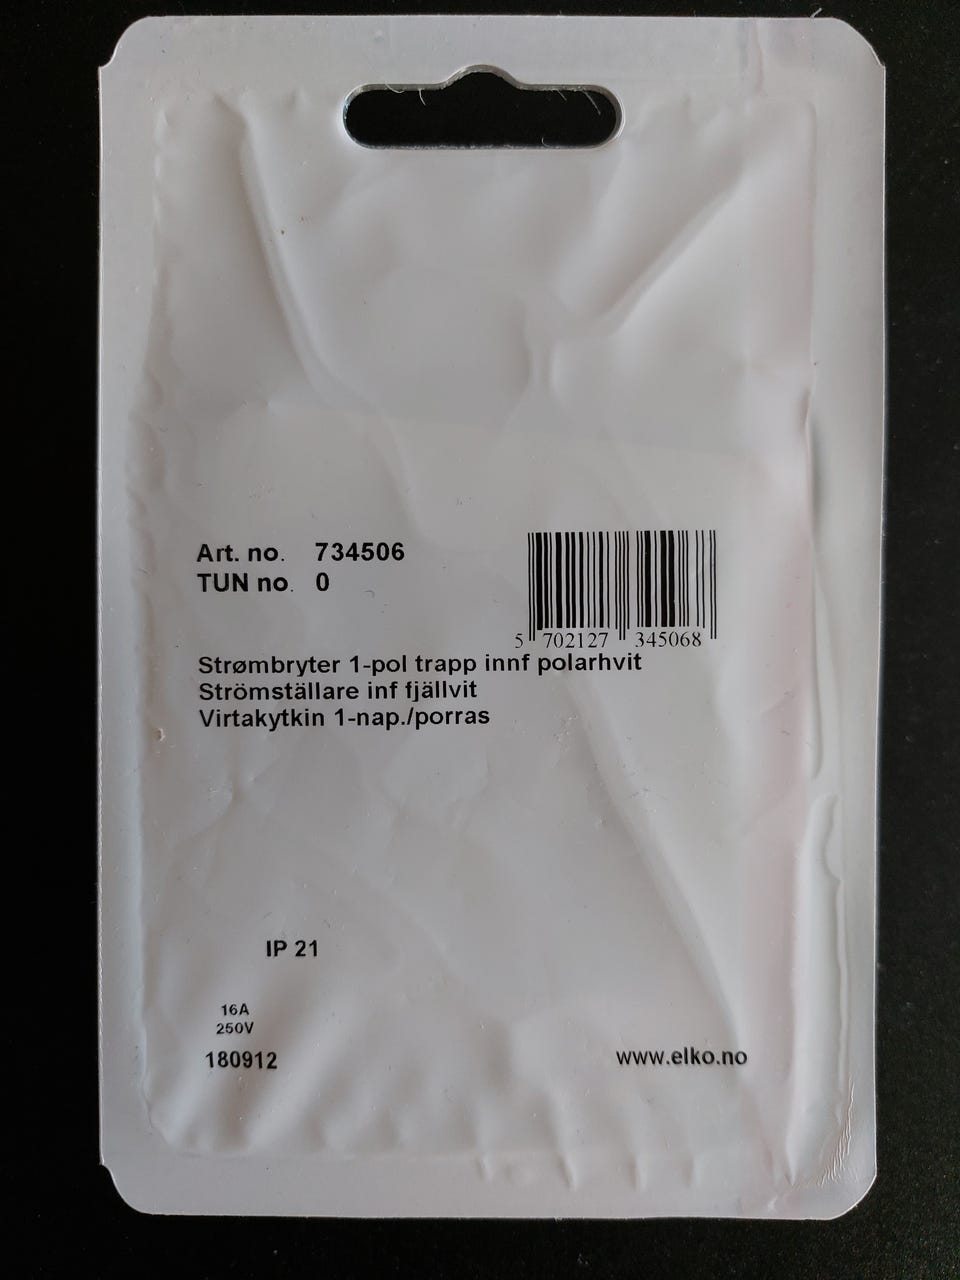 Art. no. 734506
TUN no. 0
5 702127 345068
Strømbryter 1-pol trapp innf polarhvit
Strömställare inf fjällvit
Virtakytkin 1-nap./porras
IP 21
16A
250V
180912
www.elko.no